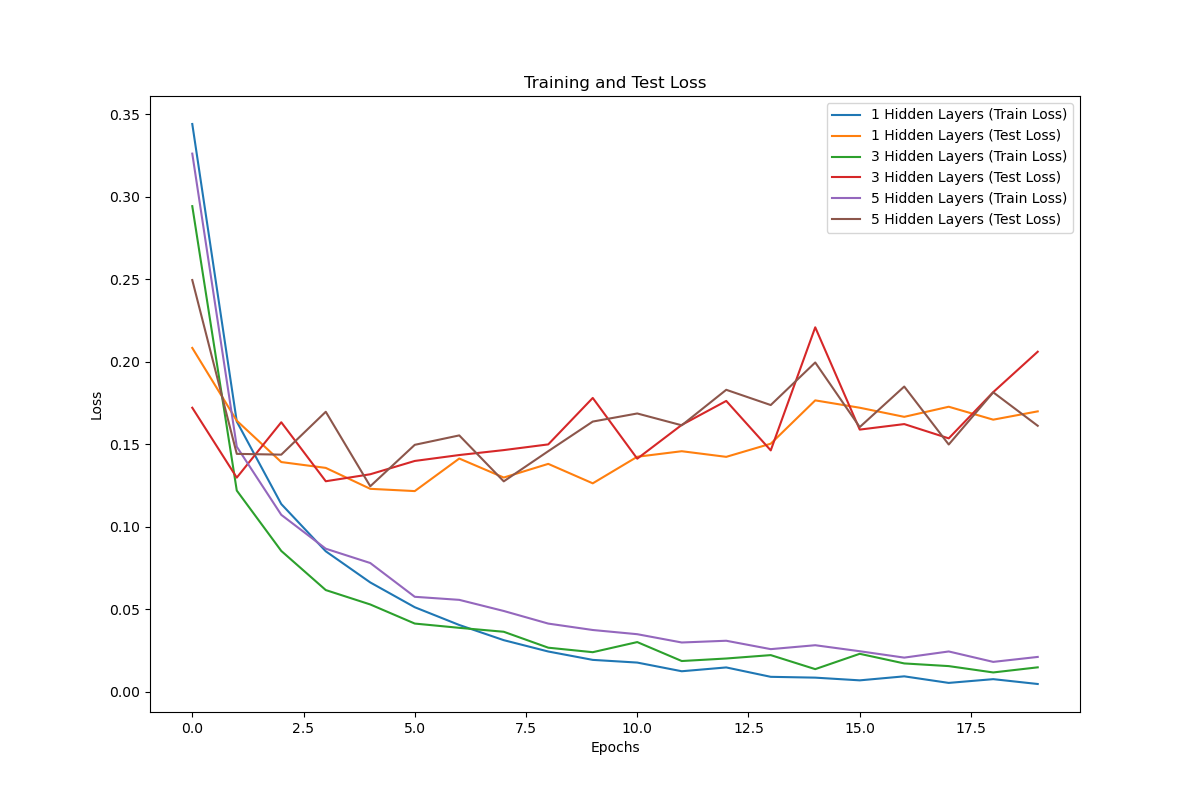 Training and Test Loss
1 Hidden Layers (Train Loss)
1 Hidden Layers (Test Loss)
3 Hidden Layers (Train Loss)
3 Hidden Layers (Test Loss)
5 Hidden Layers (Train Loss)
5 Hidden Layers (Test Loss)
0.35
0.30
0.25
0.20
0.15
0.10
0.05
0.00
Loss
0.0 2.5 5.0 7.5 10.0 12.5 15.0 17.5
Epochs